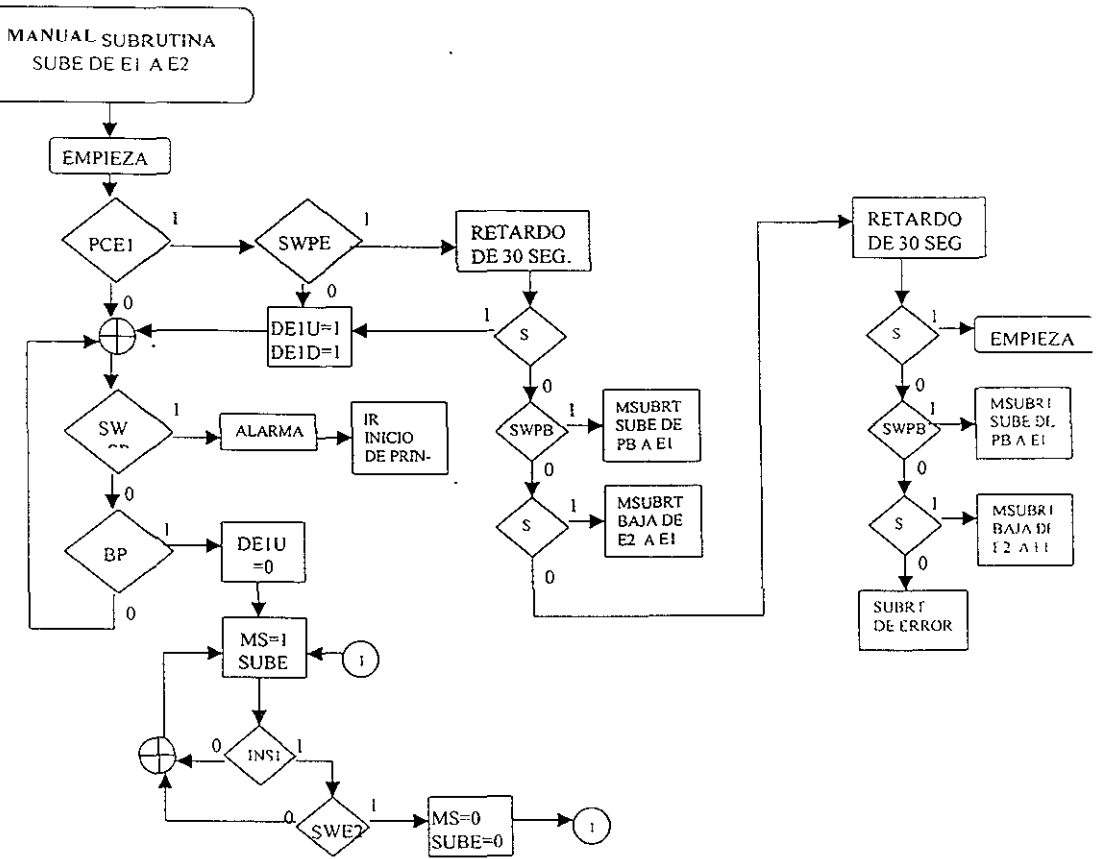 MANUAL SUBRUTINA
SUBE DE E1 A E2
EMPIEZA
PCE1
1
0
SWPE
1
0
RETARDO
DE 30 SEG.
DE1U=1
DE1D=1
S
1
0
SW
1
0
ALARMA
IR
INICIO
DE PRIN-
SWPB
1
0
MSUBRT
SUBE DE
PB A E1
S
1
0
MSUBRT
BAJA DE
E2 A E1
BP
1
0
DE1U
=0
MS=1
SUBE
1
INS1
0
1
SWE2
0
1
MS=0
SUBE=0
1
RETARDO
DE 30 SEG
S
1
0
EMPIEZA
SWPB
1
0
MSUBRT
SUBE DE
PB A E1
S
1
0
MSUBRT
BAJA DE
E2 A E1
SUBRT
DE ERROR